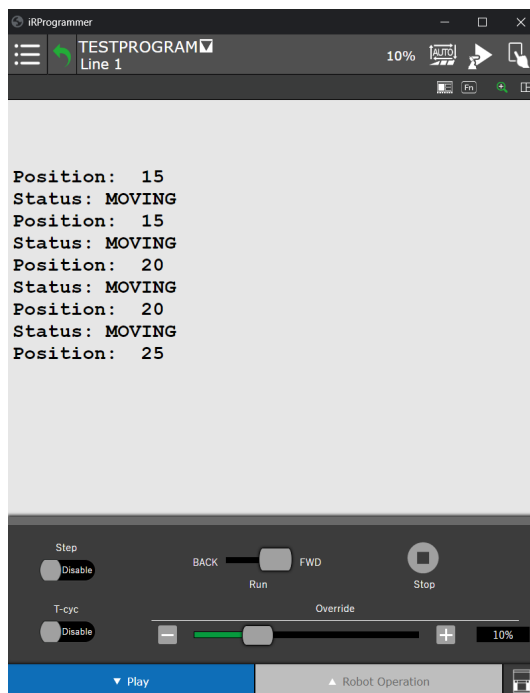 iRProgrammer
TESTPROGRAM
Line 1
10%
AUTO
Fn
Position:  15
Status: MOVING
Position:  15
Status: MOVING
Position:  20
Status: MOVING
Position:  20
Status: MOVING
Position:  25
Step
Disable
BACK
FWD
Run
Stop
T-cyc
Disable
Override
10%
▼ Play
▲ Robot Operation